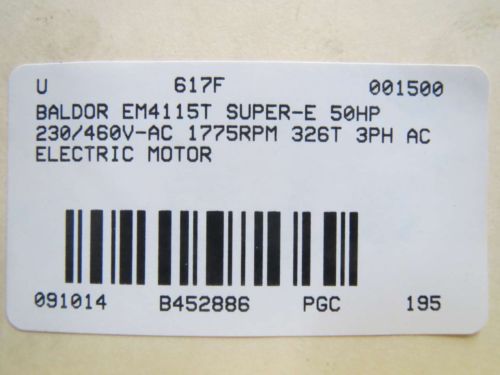 U 617F 001500
BALDOR EM4115T SUPER-E 50HP
230/460V-AC 1775RPM 326T 3PH AC
ELECTRIC MOTOR
091014 B452886 PGC 195